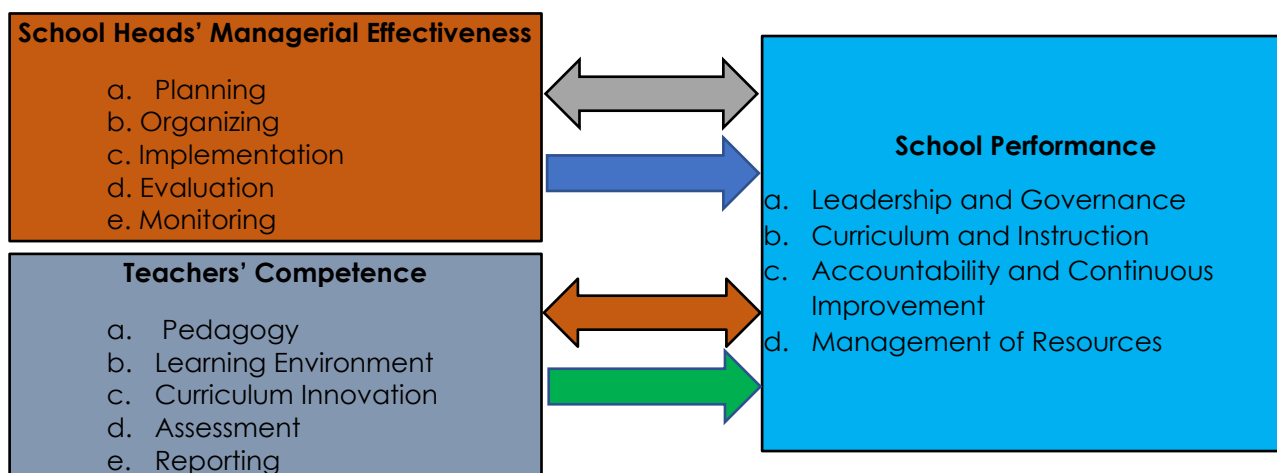 School Heads’ Managerial Effectiveness
a. Planning
b. Organizing
c. Implementation
d. Evaluation
e. Monitoring
Teachers’ Competence
a. Pedagogy
b. Learning Environment
c. Curriculum Innovation
d. Assessment
e. Reporting
School Performance
a. Leadership and Governance
b. Curriculum and Instruction
c. Accountability and Continuous
Improvement
d. Management of Resources